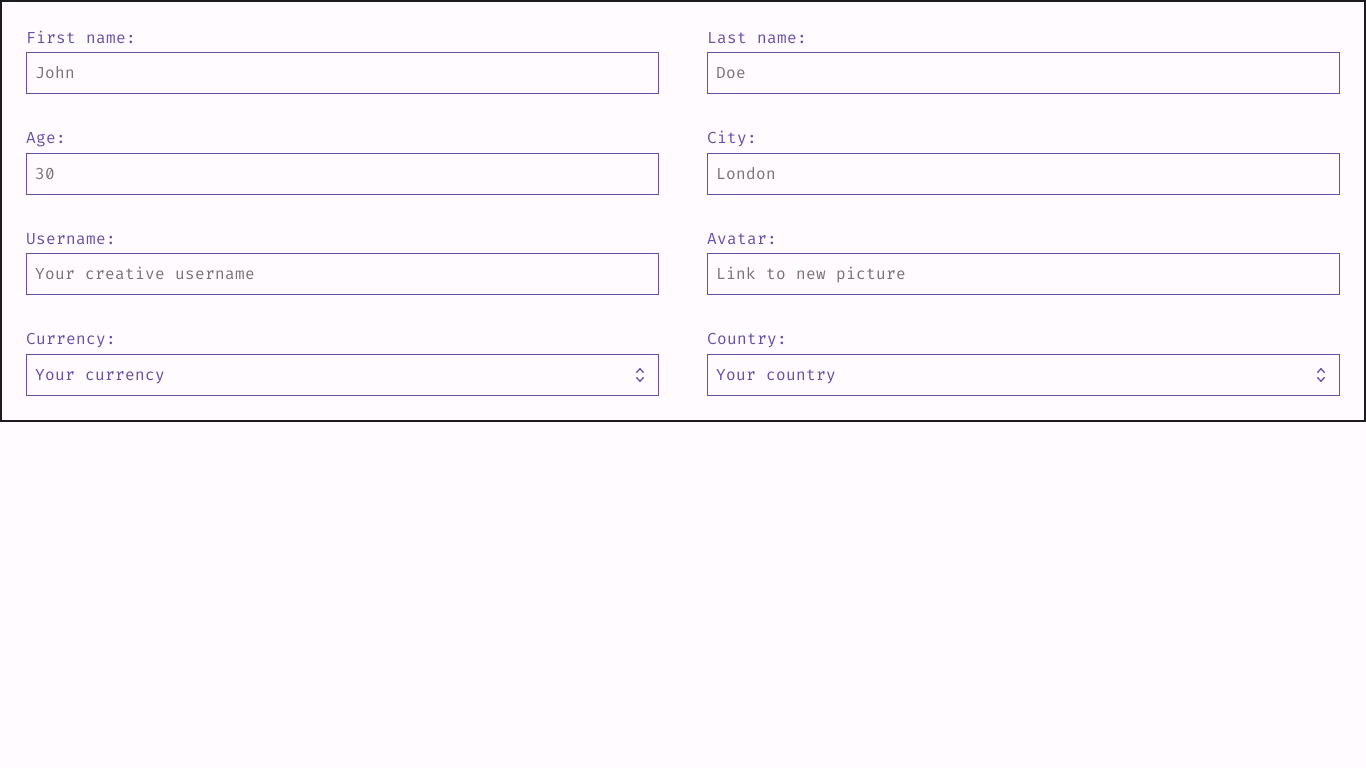 First name:
John
Last name:
Doe
Age:
30
City:
London
Username:
Your creative username
Avatar:
Link to new picture
Currency:
Your currency
Country:
Your country